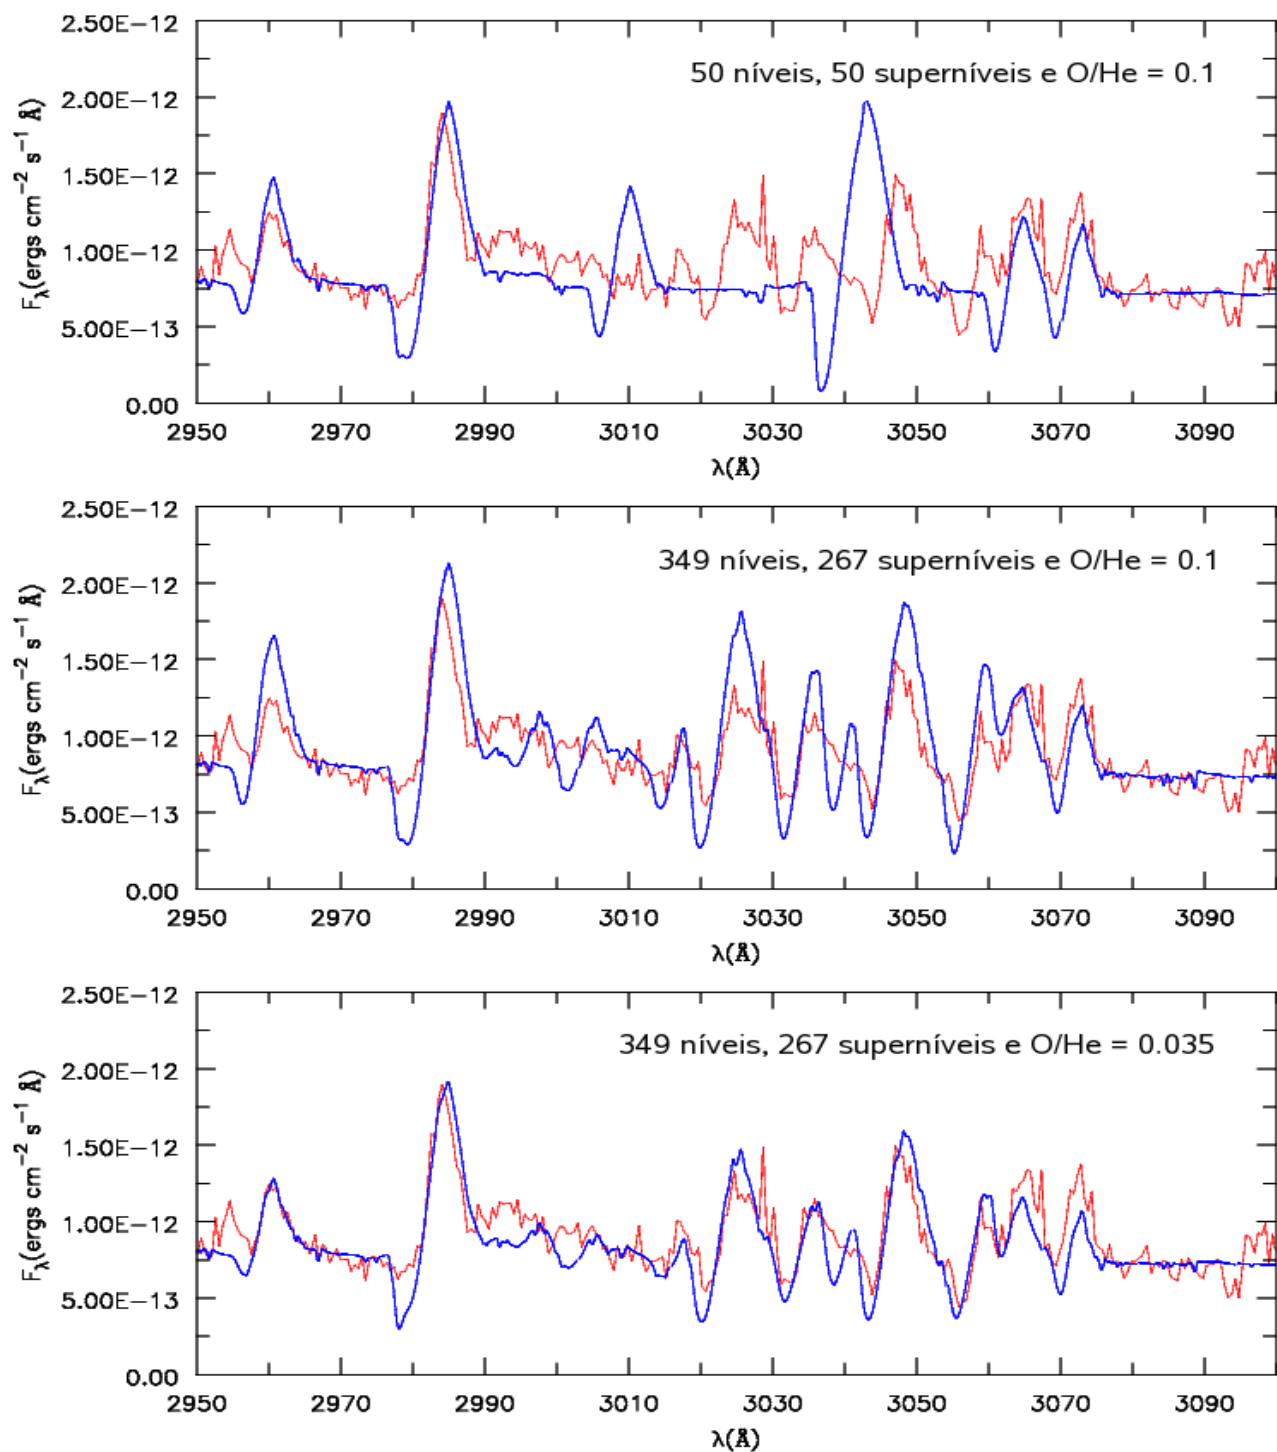 50 níveis, 50 superníveis e O/He = 0.1
F_λ(ergs cm⁻² s⁻¹ Å)
2.50E−12
2.00E−12
1.50E−12
1.00E−12
5.00E−13
0.00
2950 2970 2990 3010 3030 3050 3070 3090
λ(Å)
349 níveis, 267 superníveis e O/He = 0.1
F_λ(ergs cm⁻² s⁻¹ Å)
2.50E−12
2.00E−12
1.50E−12
1.00E−12
5.00E−13
0.00
2950 2970 2990 3010 3030 3050 3070 3090
λ(Å)
349 níveis, 267 superníveis e O/He = 0.035
F_λ(ergs cm⁻² s⁻¹ Å)
2.50E−12
2.00E−12
1.50E−12
1.00E−12
5.00E−13
0.00
2950 2970 2990 3010 3030 3050 3070 3090
λ(Å)